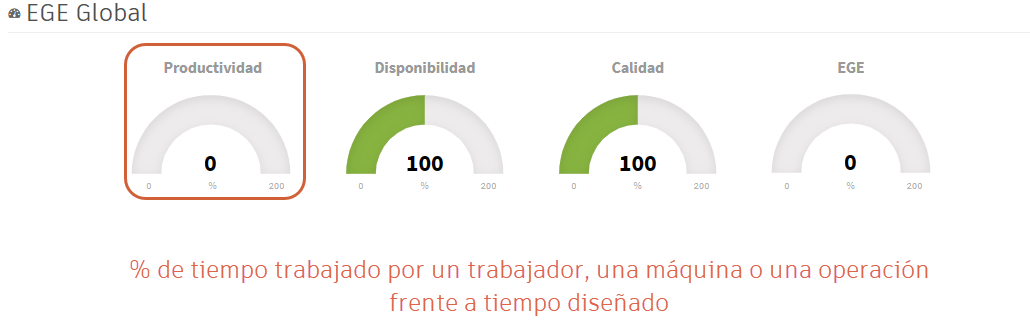 EGE Global
Productividad Disponibilidad Calidad EGE
0 100 100 0
0 % 200 0 % 200 0 % 200 0 % 200
% de tiempo trabajado por un trabajador, una máquina o una operación
frente a tiempo diseñado